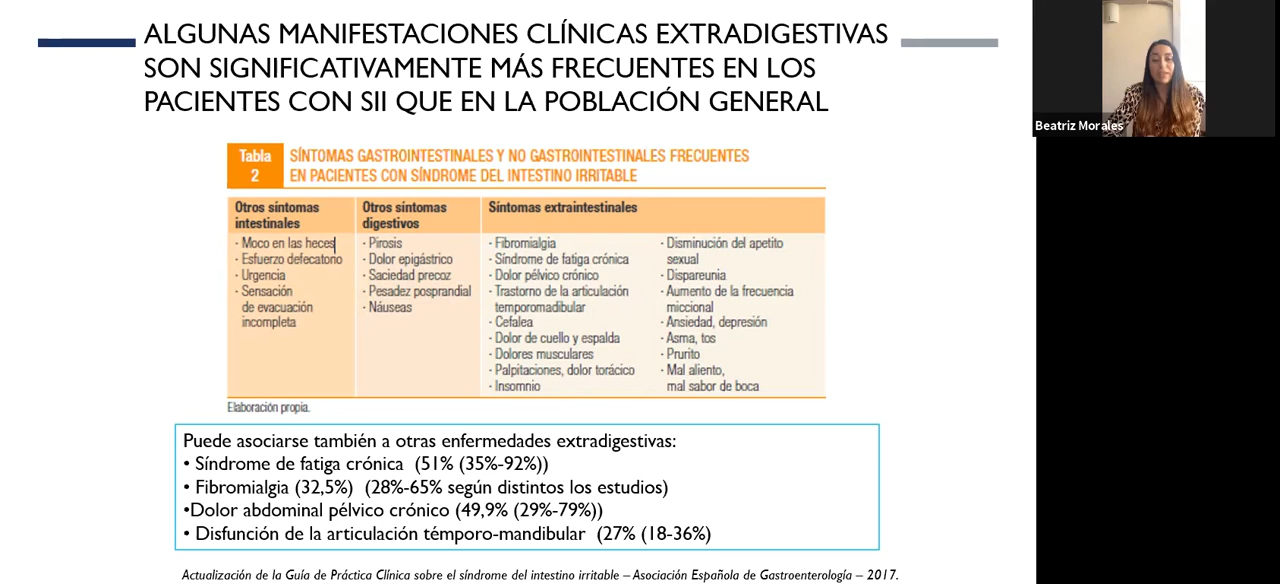 ALGUNAS MANIFESTACIONES CLÍNICAS EXTRADIGESTIVAS
SON SIGNIFICATIVAMENTE MÁS FRECUENTES EN LOS
PACIENTES CON SII QUE EN LA POBLACIÓN GENERAL
Beatriz Morales
Tabla
2
SÍNTOMAS GASTROINTESTINALES Y NO GASTROINTESTINALES FRECUENTES
EN PACIENTES CON SÍNDROME DEL INTESTINO IRRITABLE
Otros síntomas
intestinales
· Moco en las heces
· Esfuerzo defecatorio
· Urgencia
· Sensación
de evacuación
incompleta
Otros síntomas
digestivos
· Pirosis
· Dolor epigástrico
· Saciedad precoz
· Pesadez posprandial
· Náuseas
Síntomas extraintestinales
· Fibromialgia
· Síndrome de fatiga crónica
· Dolor pélvico crónico
· Trastorno de la articulación
temporomadibular
· Cefalea
· Dolor de cuello y espalda
· Dolores musculares
· Palpitaciones, dolor torácico
· Insomnio
· Disminución del apetito
sexual
· Dispareunia
· Aumento de la frecuencia
miccional
· Ansiedad, depresión
· Asma, tos
· Prurito
· Mal aliento,
mal sabor de boca
Elaboración propia.
Puede asociarse también a otras enfermedades extradigestivas:
• Síndrome de fatiga crónica (51% (35%-92%))
• Fibromialgia (32,5%) (28%-65% según distintos los estudios)
•Dolor abdominal pélvico crónico (49,9% (29%-79%))
• Disfunción de la articulación témporo-mandibular (27% (18-36%)
Actualización de la Guía de Práctica Clínica sobre el síndrome del intestino irritable – Asociación Española de Gastroenterología – 2017.